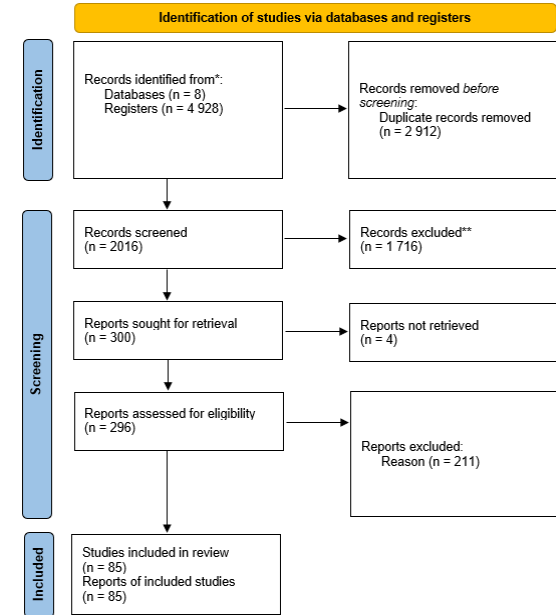 Identification of studies via databases and registers
Identification
Records identified from*:
Databases (n = 8)
Registers (n = 4 928)
Records removed before
screening:
Duplicate records removed
(n = 2 912)
Screening
Records screened
(n = 2016)
Records excluded**
(n = 1 716)
Reports sought for retrieval
(n = 300)
Reports not retrieved
(n = 4)
Reports assessed for eligibility
(n = 296)
Reports excluded:
Reason (n = 211)
Included
Studies included in review
(n = 85)
Reports of included studies
(n = 85)